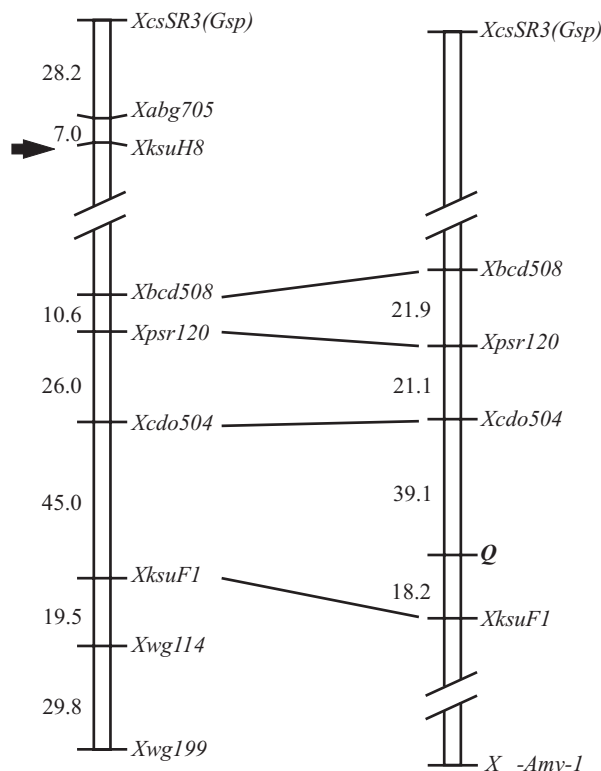 XcsSR3(Gsp)
28.2
Xabg705
7.0
XksuH8
Xbcd508
10.6
Xpsr120
26.0
Xcdo504
45.0
XksuF1
19.5
Xwg114
29.8
Xwg199
XcsSR3(Gsp)
Xbcd508
21.9
Xpsr120
21.1
Xcdo504
39.1
Q
18.2
XksuF1
X -Amy-1